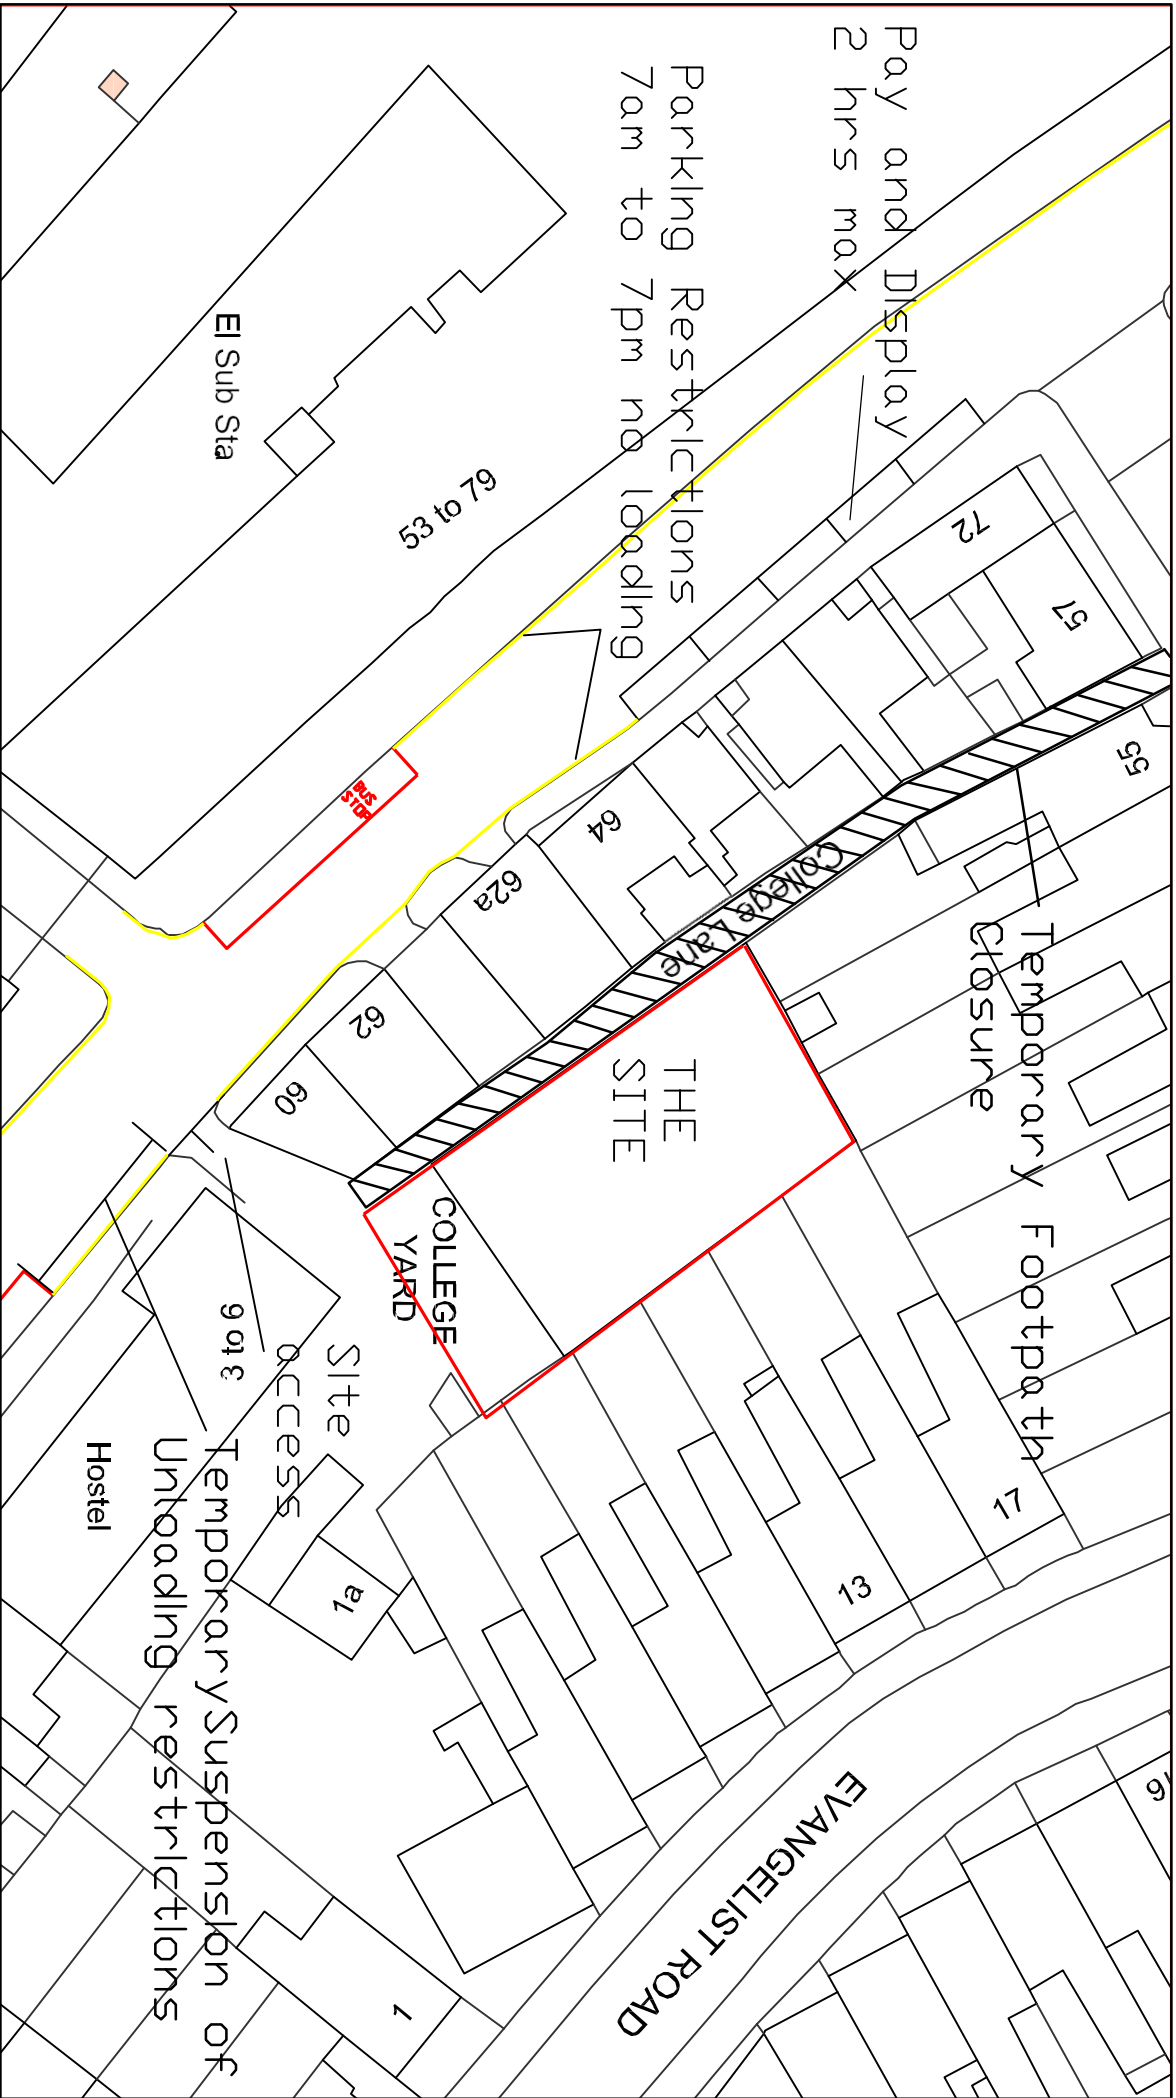 Pay and Display
2 hrs max
Parking Restrictions
7am to 7pm no loading
El Sub Sta
53 to 79
BUS
STOP
72
57
55
64
62a
62
60
College Lane
Temporary Footpath
Closure
THE
SITE
COLLEGE
YARD
Site
access
3 to 9
Temporary Suspension of
Unloading restrictions
Hostel
1a
17
13
1
EVANGELIST ROAD